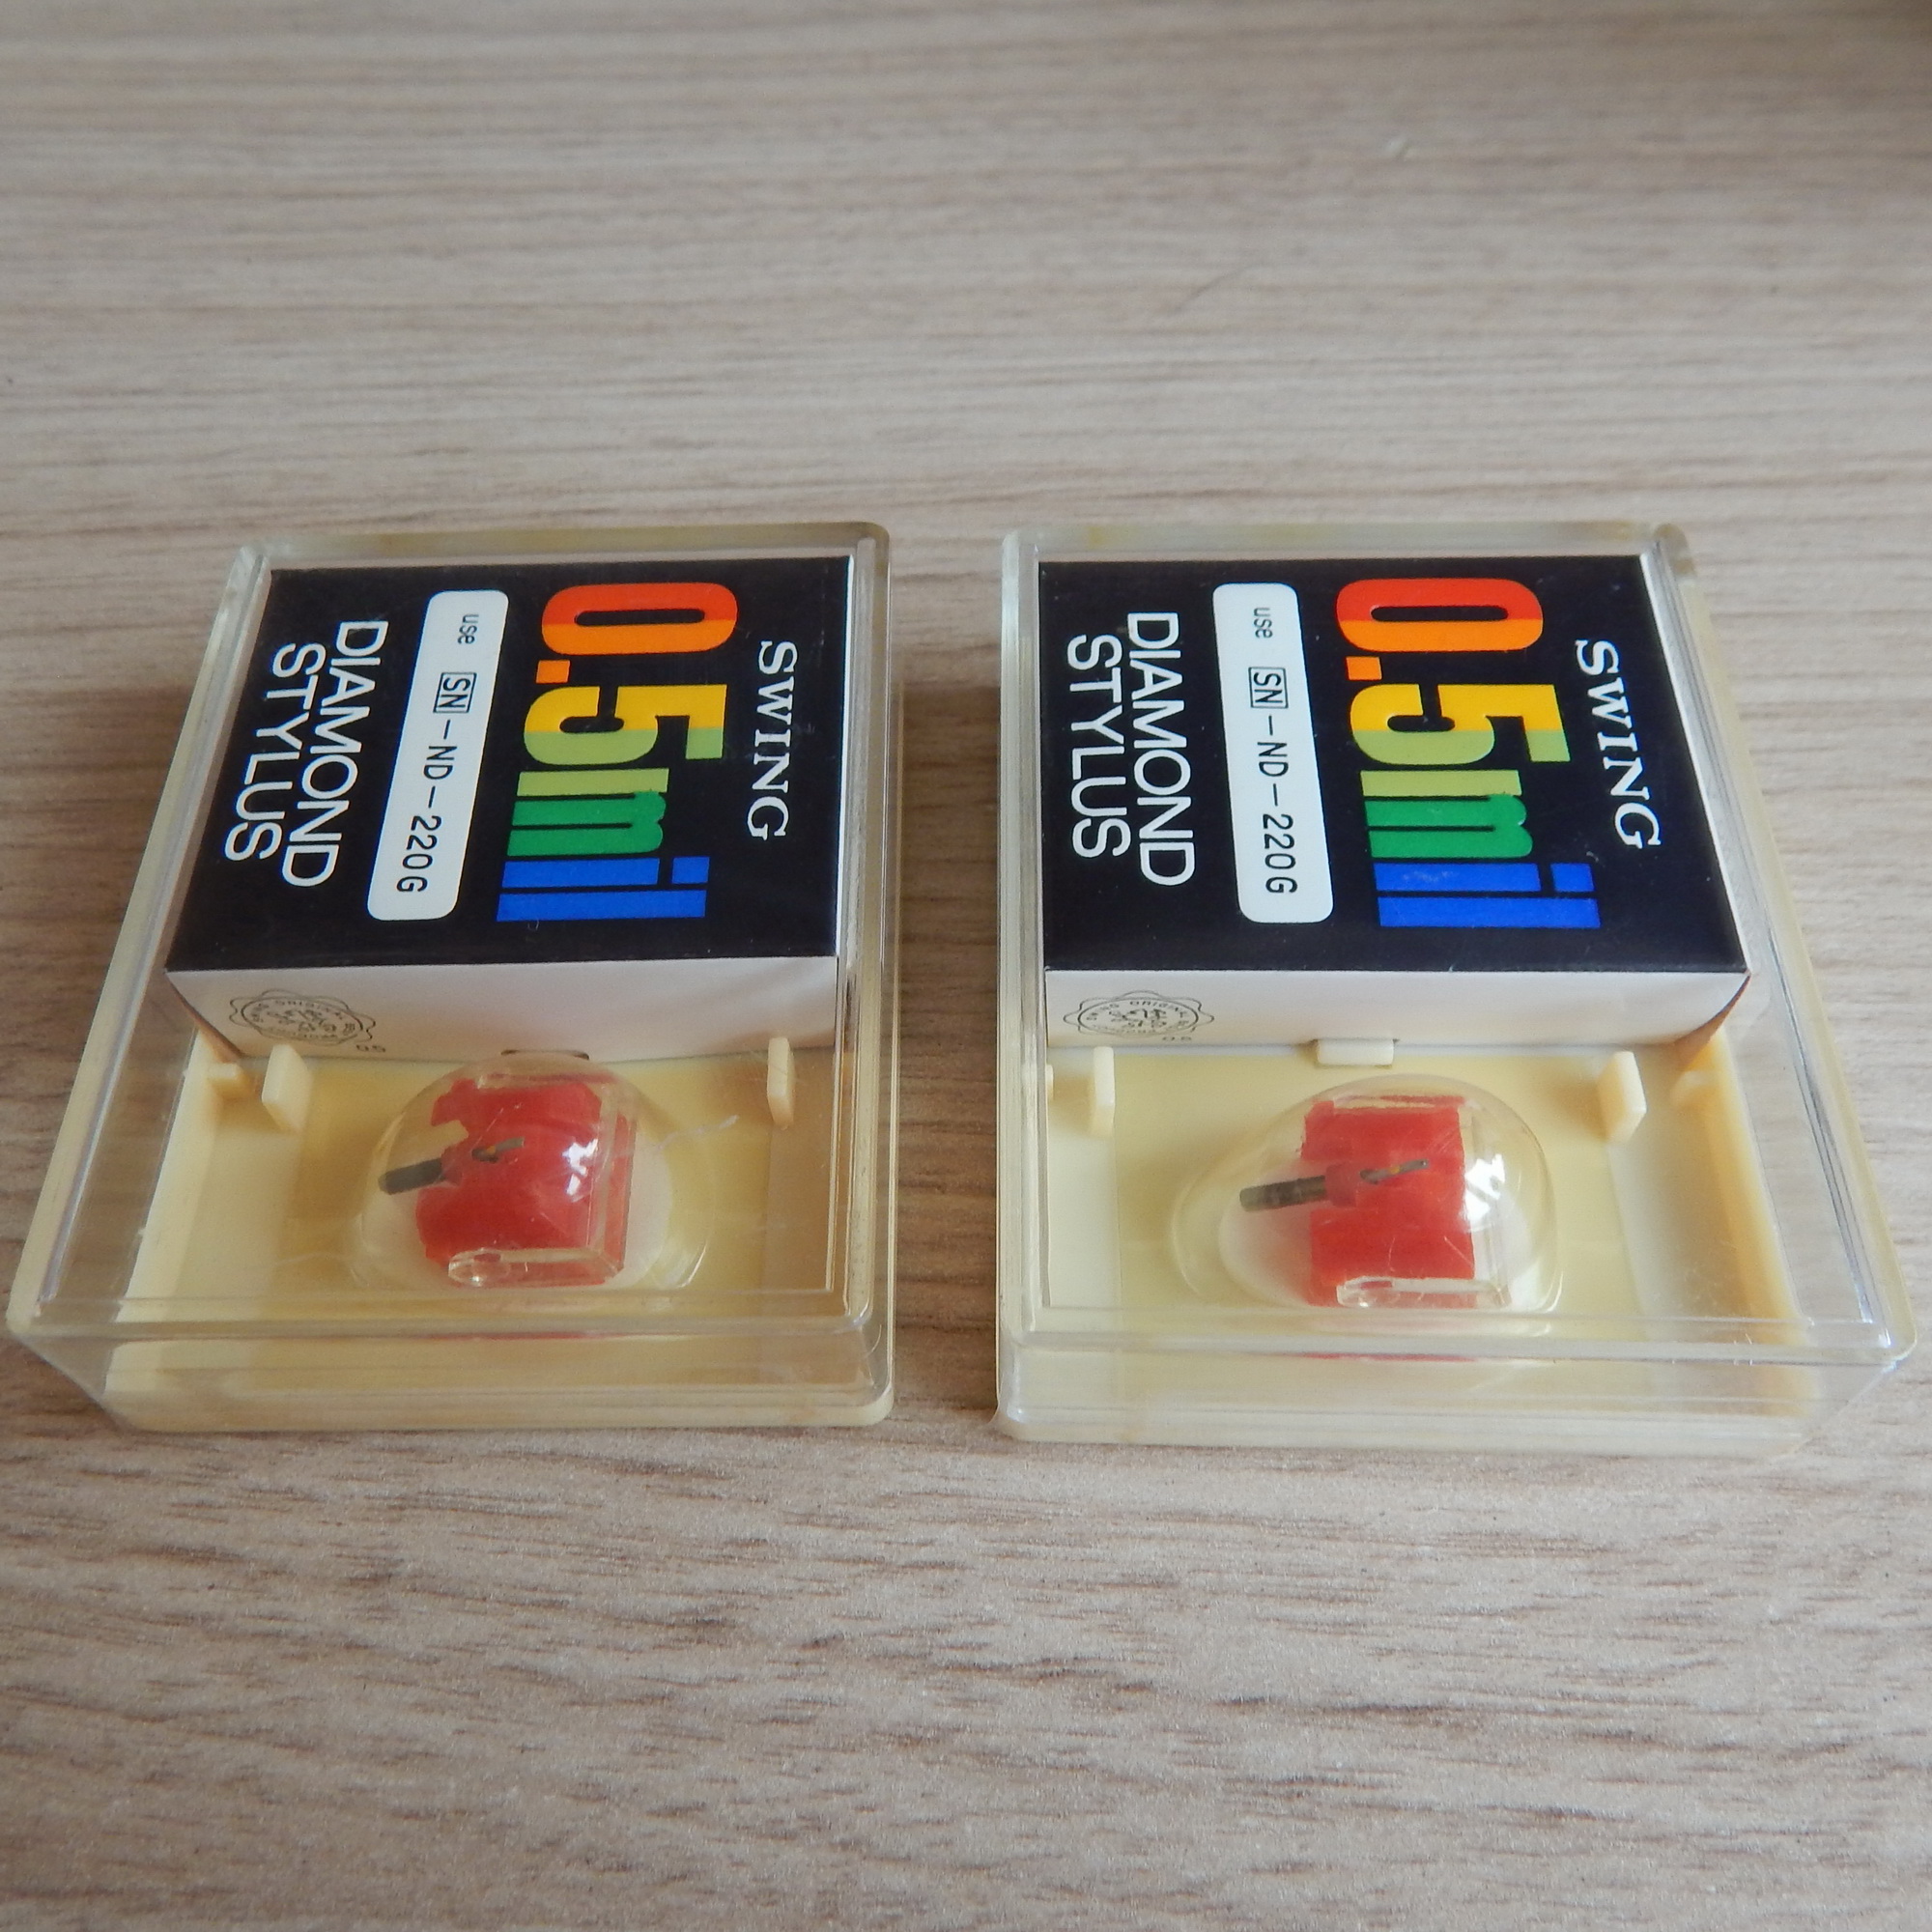 SWING
0.5mil
use SN-ND-220G
DIAMOND
STYLUS
SWING
0.5mil
use SN-ND-220G
DIAMOND
STYLUS